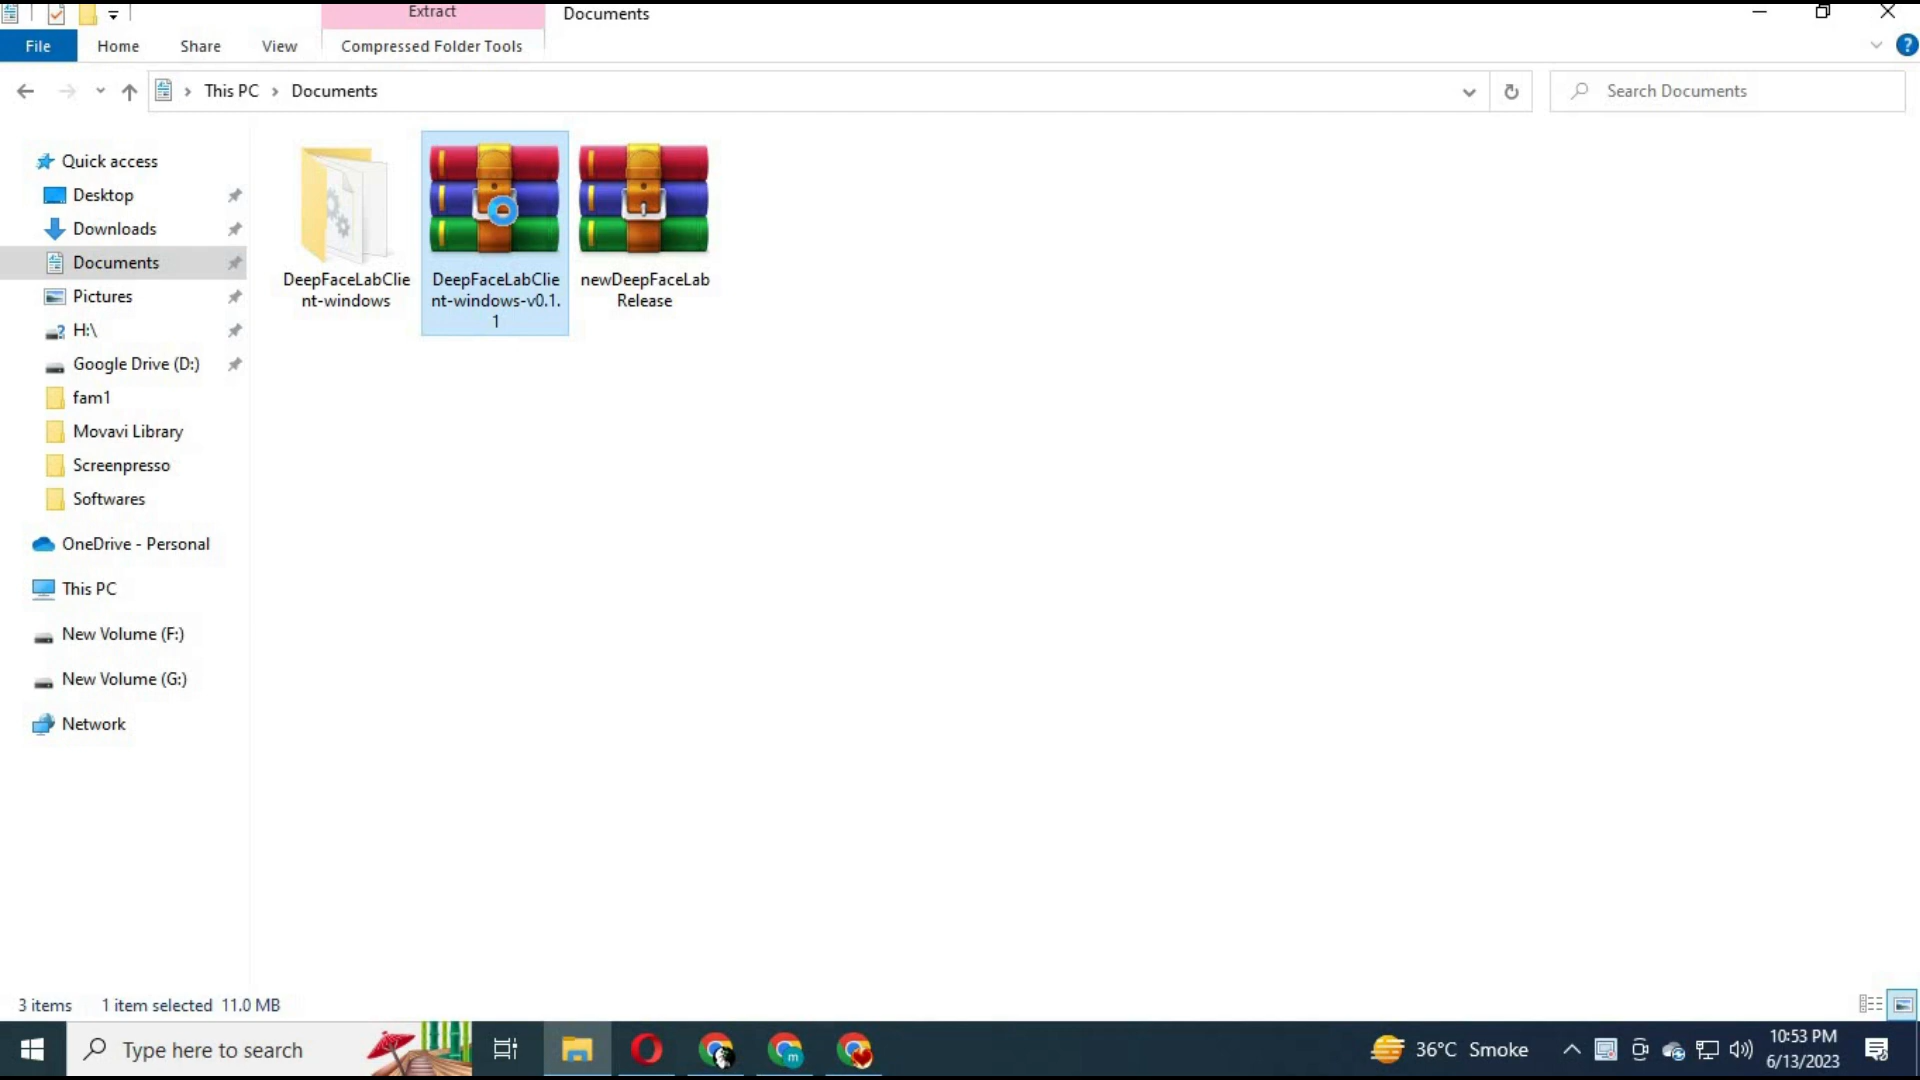 Extract
Documents
File
Home
Share
View
Compressed Folder Tools
?
This PC
Documents
Search Documents
Quick access
Desktop
Downloads
Documents
Pictures
H:\
Google Drive (D:)
fam1
Movavi Library
Screenpresso
Softwares
OneDrive - Personal
This PC
New Volume (F:)
New Volume (G:)
Network
DeepFaceLabClie
nt-windows
DeepFaceLabClie
nt-windows-v0.1.
1
newDeepFaceLab
Release
3 items
1 item selected 11.0 MB
Type here to search
m
36°C Smoke
10:53 PM
6/13/2023